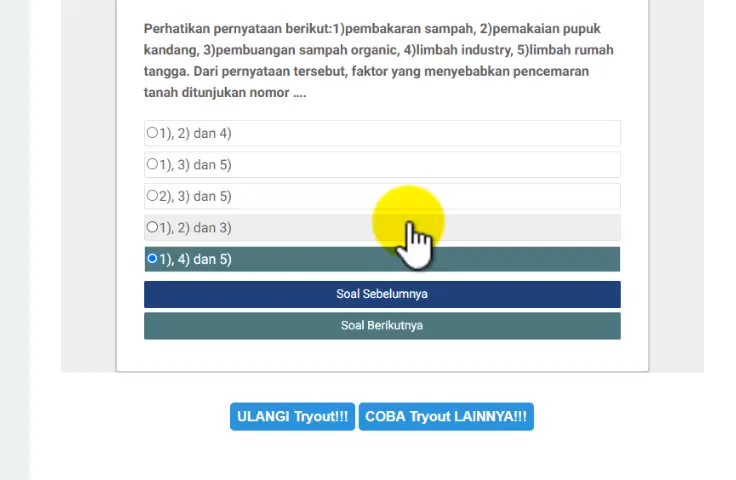 Perhatikan pernyataan berikut:1)pembakaran sampah, 2)pemakaian pupuk
kandang, 3)pembuangan sampah organic, 4)limbah industry, 5)limbah rumah
tangga. Dari pernyataan tersebut, faktor yang menyebabkan pencemaran
tanah ditunjukan nomor ....
1), 2) dan 4)
1), 3) dan 5)
2), 3) dan 5)
1), 2) dan 3)
1), 4) dan 5)
Soal Sebelumnya
Soal Berikutnya
ULANGI Tryout!!! COBA Tryout LAINNYA!!!